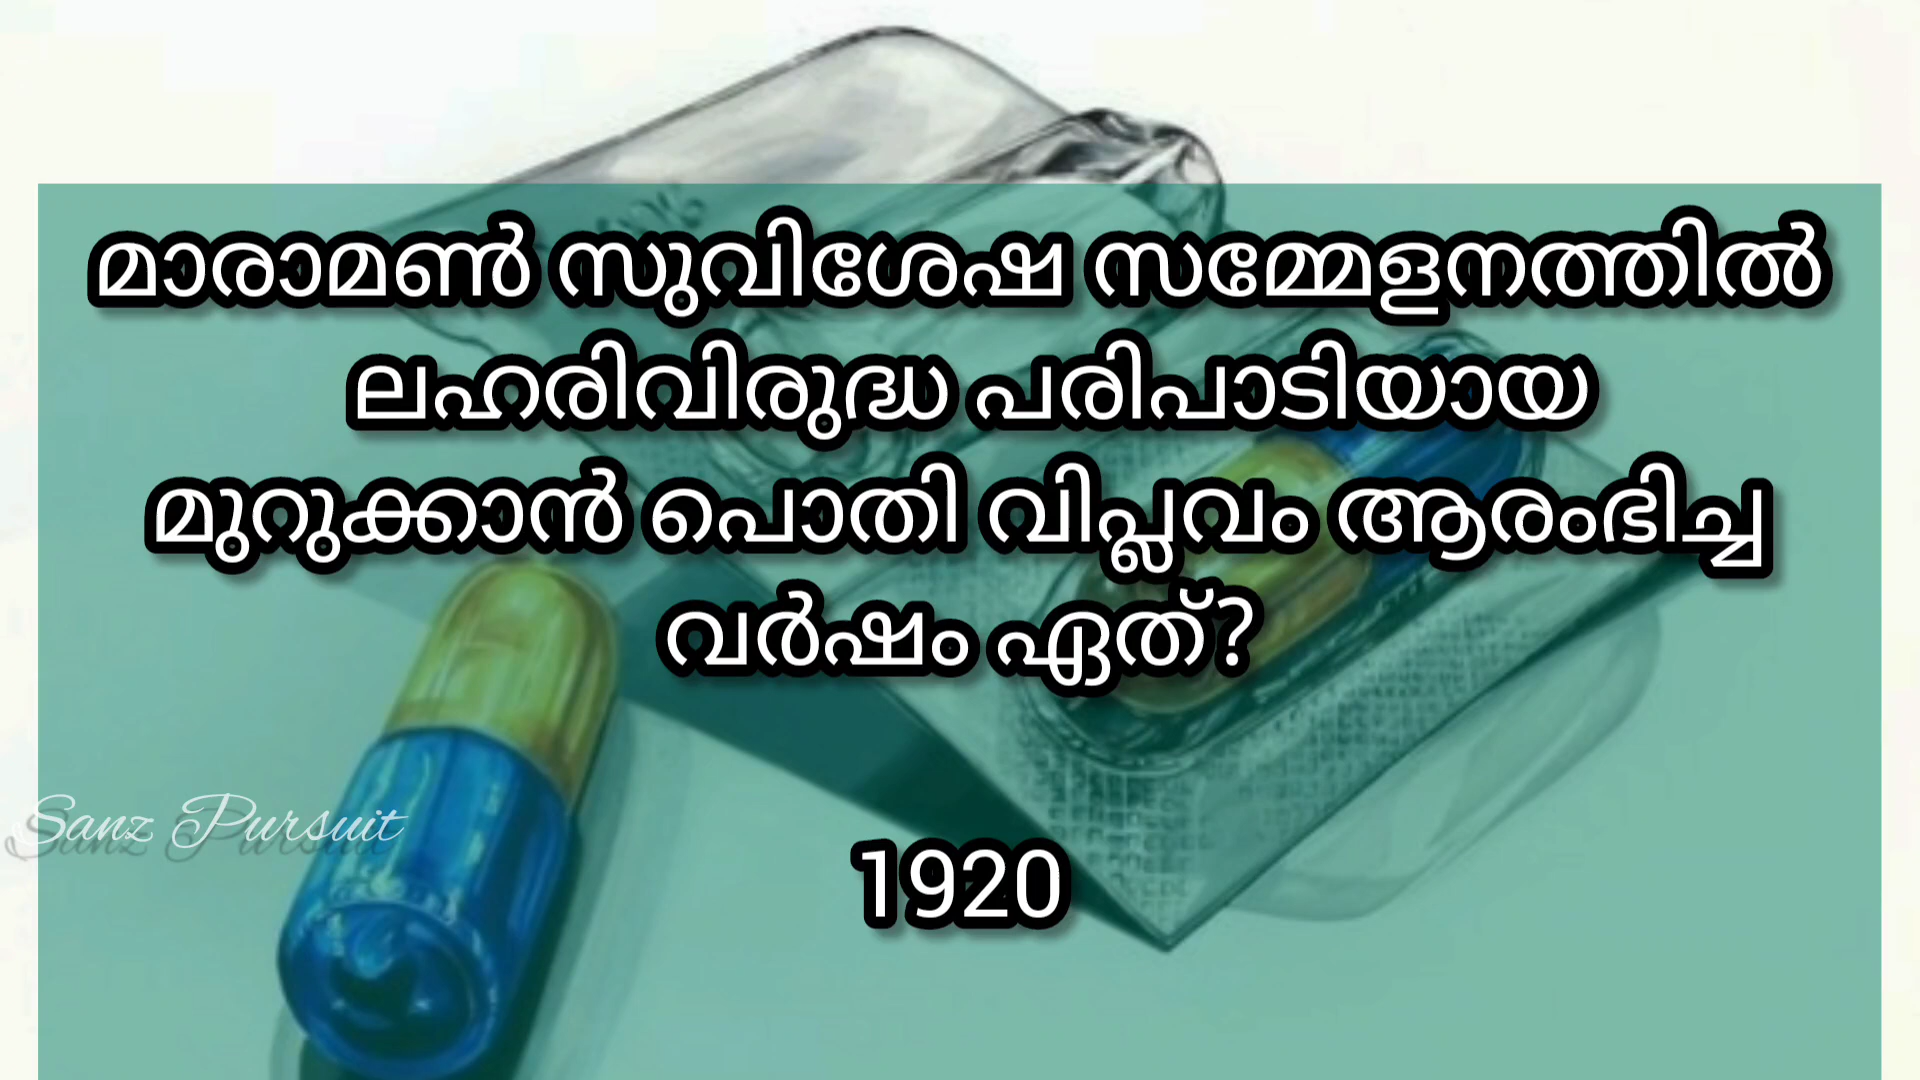 മാരാമൺ സുവിശേഷ സമ്മേളനത്തിൽ
ലഹരിവിരുദ്ധ പരിപാടിയായ
മുറുക്കാൻ പൊതി വിപ്ലവം ആരംഭിച്ച
വർഷം ഏത്?
Sanz Pursuit
1920